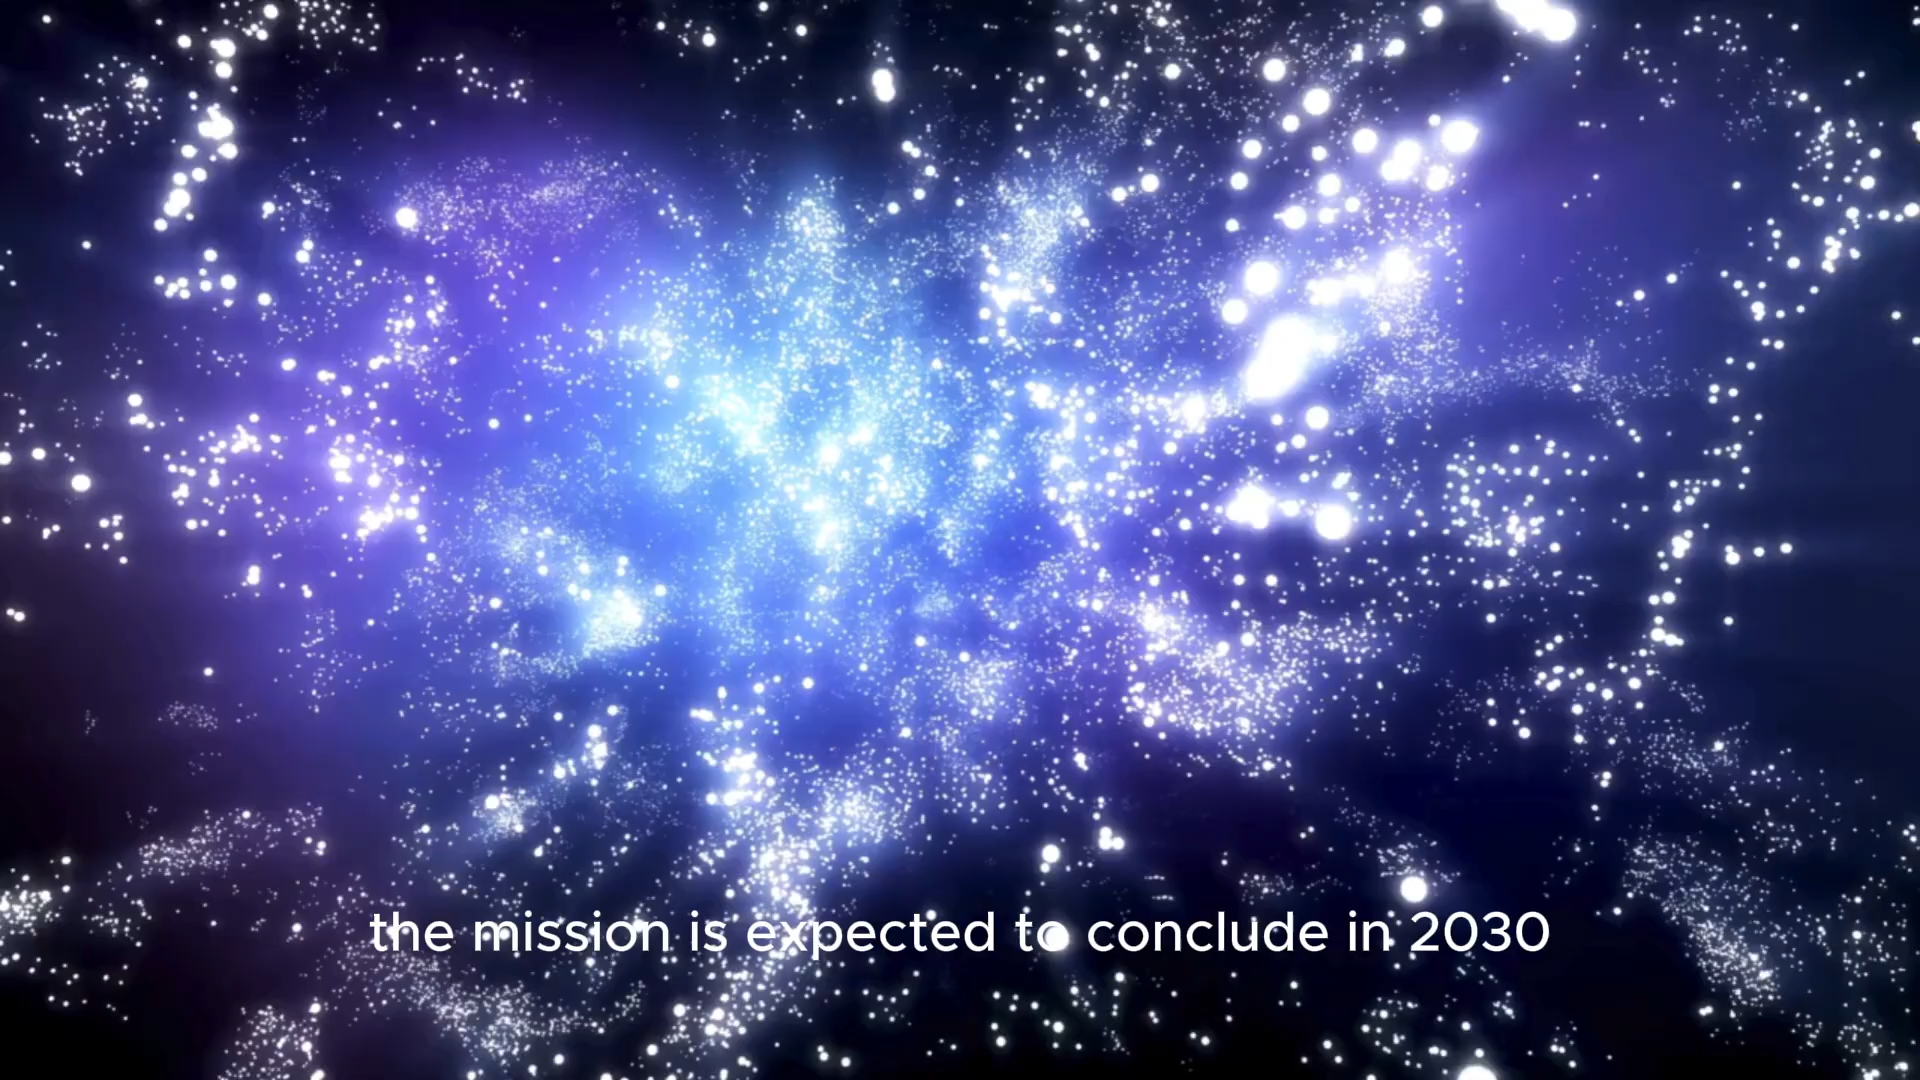 the mission is expected to conclude in 2030